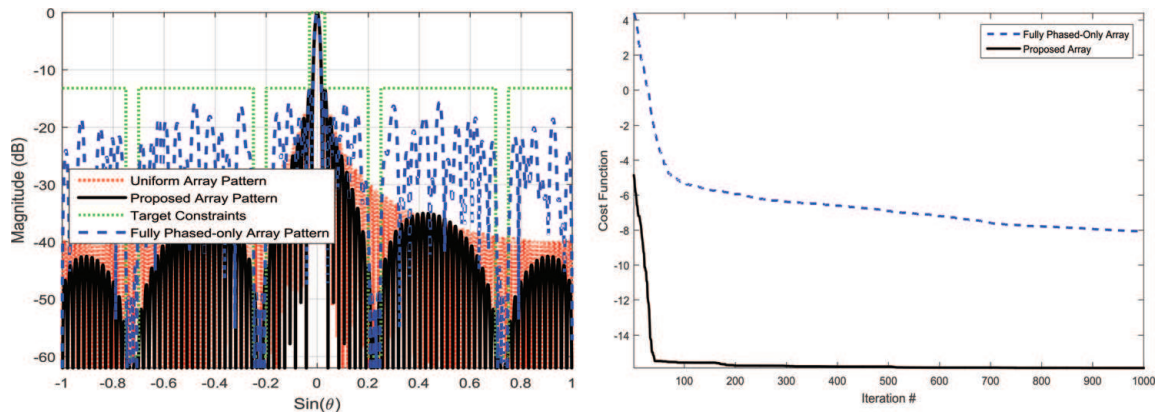 0
-10
-20
-30
-40
-50
-60
Magnitude (dB)
Uniform Array Pattern
Proposed Array Pattern
Target Constraints
Fully Phased-only Array Pattern
-1 -0.8 -0.6 -0.4 -0.2 0 0.2 0.4 0.6 0.8 1
Sin(θ)
4
2
0
-2
-4
-6
-8
-10
-12
-14
Cost Function
Fully Phased-Only Array
Proposed Array
100 200 300 400 500 600 700 800 900 1000
Iteration #